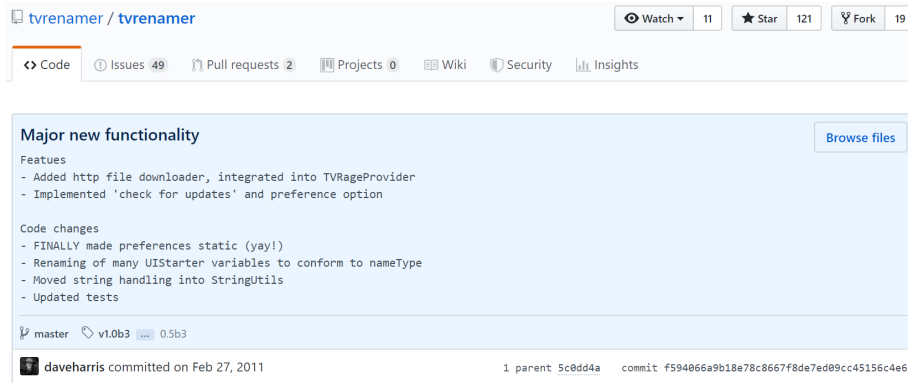 tvrenamer / tvrenamer Watch 11 Star 121 Fork 19
Code Issues 49 Pull requests 2 Projects 0 Wiki Security Insights
Major new functionality Browse files
Featues
- Added http file downloader, integrated into TVRageProvider
- Implemented 'check for updates' and preference option
Code changes
- FINALLY made preferences static (yay!)
- Renaming of many UIStarter variables to conform to nameType
- Moved string handling into StringUtils
- Updated tests
master v1.0b3 ... 0.5b3
daveharris committed on Feb 27, 2011 1 parent 5c0dd4a commit f594066a9b18e78c8667f8de7ed09cc45156c4e6